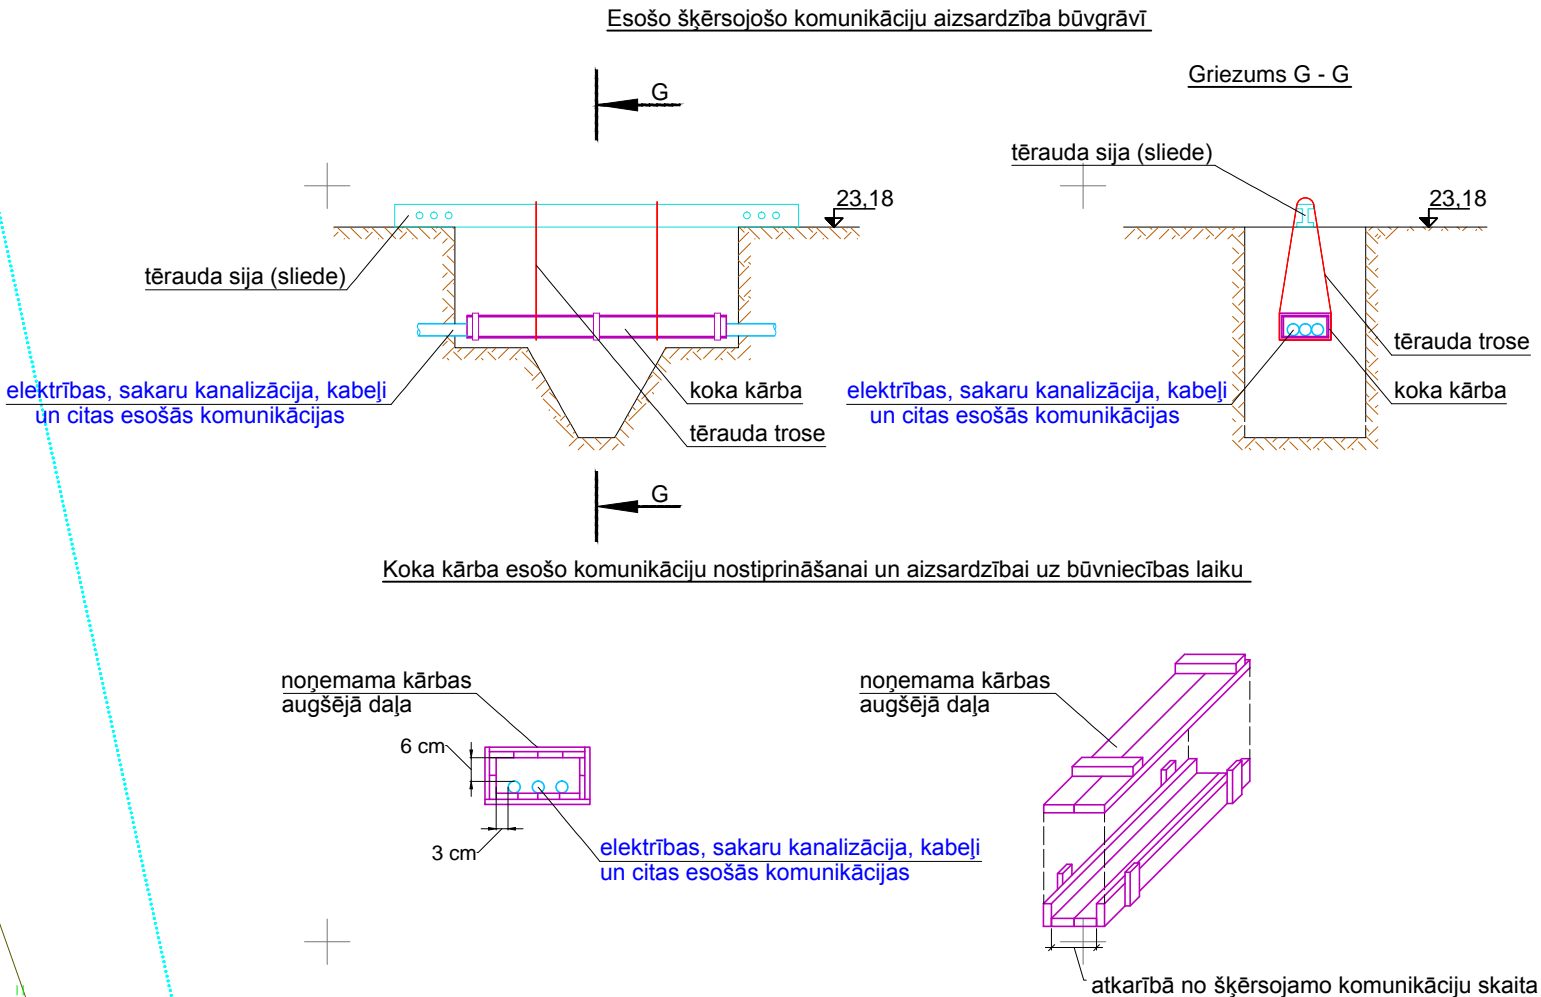 Esošo šķērsojošo komunikāciju aizsardzība būvgrāvī
Griezums G - G
G
tērauda sija (sliede)
23,18
23,18
tērauda sija (sliede)
tērauda trose
elektrības, sakaru kanalizācija, kabeļi
un citas esošās komunikācijas
koka kārba
elektrības, sakaru kanalizācija, kabeļi
un citas esošās komunikācijas
koka kārba
tērauda trose
G
Koka kārba esošo komunikāciju nostiprināšanai un aizsardzībai uz būvniecības laiku
noņemama kārbas
augšējā daļa
noņemama kārbas
augšējā daļa
6 cm
3 cm
elektrības, sakaru kanalizācija, kabeļi
un citas esošās komunikācijas
atkarībā no šķērsojamo komunikāciju skaita